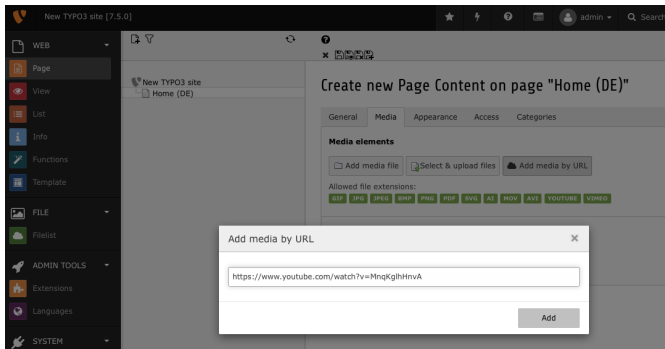 New TYPO3 site [7.5.0]
admin
Search
WEB
Page
View
List
Info
Functions
Template
FILE
Filelist
ADMIN TOOLS
Extensions
Languages
SYSTEM
New TYPO3 site
Home (DE)
Create new Page Content on page "Home (DE)"
General Media Appearance Access Categories
Media elements
Add media file Select & upload files Add media by URL
Allowed file extensions:
GIF JPG JPEG BMP PNG PDF SVG AI MOV AVI YOUTUBE VIMEO
Add media by URL
https://www.youtube.com/watch?v=MnqKglhHnvA
Add